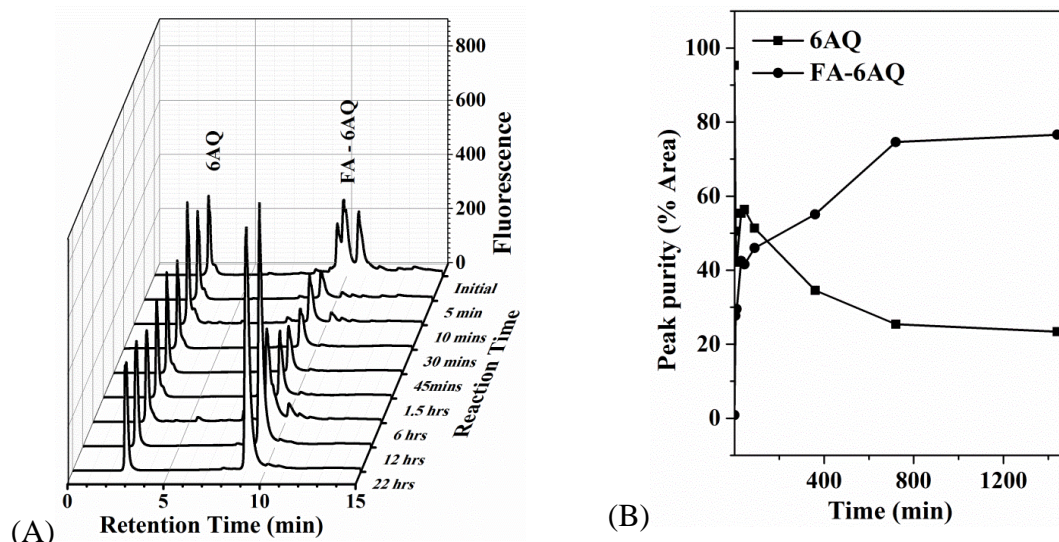 800
600
400
200
0
Fluorescence
6AQ
FA - 6AQ
Initial
5 min
10 mins
30 mins
45mins
1.5 hrs
6 hrs
12 hrs
22 hrs
Reaction Time
0 5 10 15
Retention Time (min)
(A)
6AQ
FA-6AQ
100
80
60
40
20
0
Peak purity (% Area)
400 800 1200
Time (min)
(B)